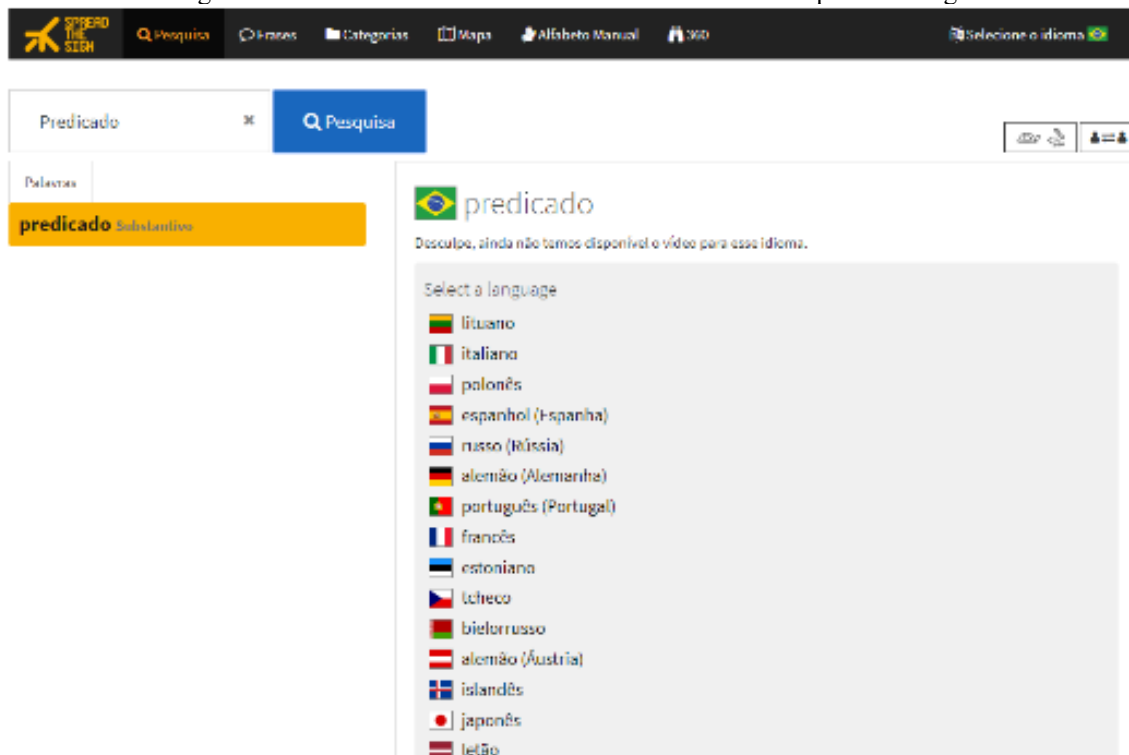 SPREAD
THE
SIGN
Pesquisa
Frases
Categorias
Mapa
Alfabeto Manual
360
Selecione o idioma
Predicado
Pesquisa
Palavras
predicado Substantivo
predicado
Desculpe, ainda não temos disponível o vídeo para esse idioma.
Select a language
lituano
italiano
polonês
espanhol (Espanha)
russo (Rússia)
alemão (Alemanha)
português (Portugal)
francês
estoniano
tcheco
bielorrusso
alemão (Áustria)
islandês
japonês
letão